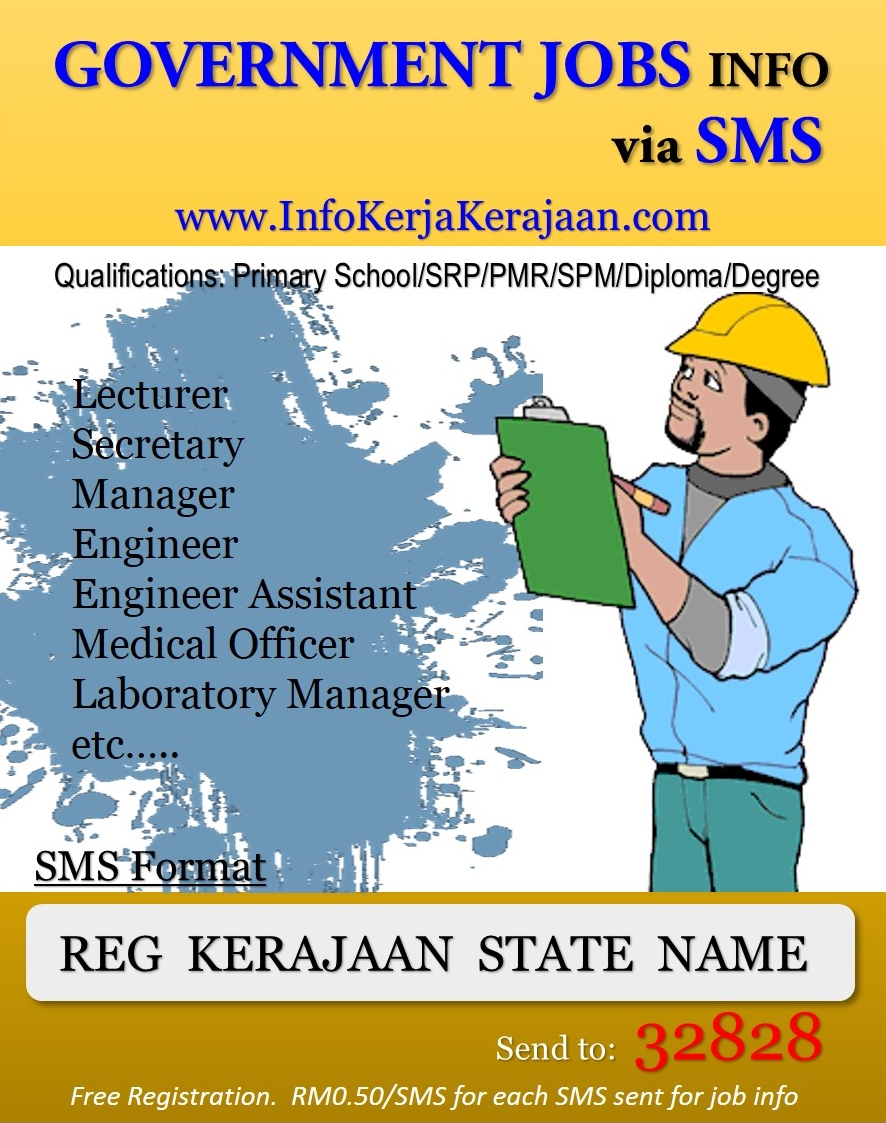 GOVERNMENT JOBS INFO
via SMS
www.InfoKerjaKerajaan.com
Qualifications: Primary School/SRP/PMR/SPM/Diploma/Degree
Lecturer
Secretary
Manager
Engineer
Engineer Assistant
Medical Officer
Laboratory Manager
etc.....
SMS Format
REG KERAJAAN STATE NAME
Send to: 32828
Free Registration. RM0.50/SMS for each SMS sent for job info